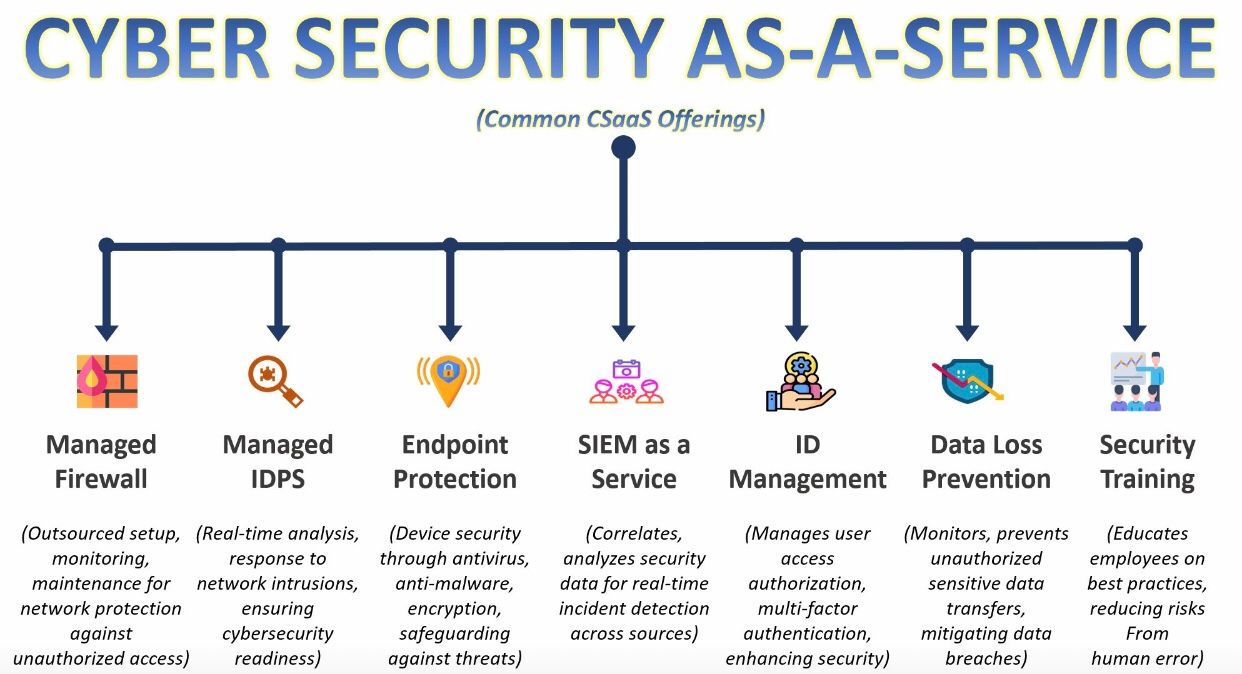 CYBER SECURITY AS-A-SERVICE
(Common CSaaS Offerings)
Managed
Firewall
(Outsourced setup,
monitoring,
maintenance for
network protection
against
unauthorized access)
Managed
IDPS
(Real-time analysis,
response to
network intrusions,
ensuring
cybersecurity
readiness)
Endpoint
Protection
(Device security
through antivirus,
anti-malware,
encryption,
safeguarding
against threats)
SIEM as a
Service
(Correlates,
analyzes security
data for real-time
incident detection
across sources)
ID
Management
(Manages user
access
authorization,
multi-factor
authentication,
enhancing security)
Data Loss
Prevention
(Monitors, prevents
unauthorized
sensitive data
transfers,
mitigating data
breaches)
Security
Training
(Educates
employees on
best practices,
reducing risks
From
human error)